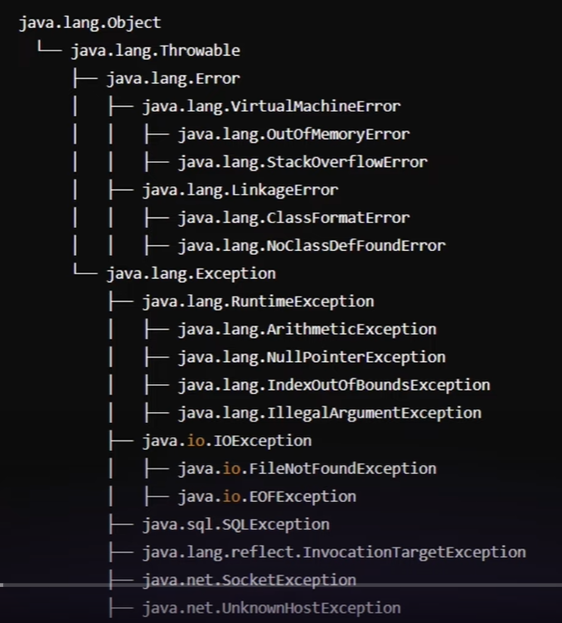 java.lang.Object
└── java.lang.Throwable
├── java.lang.Error
│ ├── java.lang.VirtualMachineError
│ │ ├── java.lang.OutOfMemoryError
│ │ ├── java.lang.StackOverflowError
│ ├── java.lang.LinkageError
│ │ ├── java.lang.ClassFormatError
│ │ ├── java.lang.NoClassDefFoundError
└── java.lang.Exception
├── java.lang.RuntimeException
│ ├── java.lang.ArithmeticException
│ ├── java.lang.NullPointerException
│ ├── java.lang.IndexOutOfBoundsException
│ ├── java.lang.IllegalArgumentException
├── java.io.IOException
│ ├── java.io.FileNotFoundException
│ ├── java.io.EOFException
├── java.sql.SQLException
├── java.lang.reflect.InvocationTargetException
├── java.net.SocketException
├── java.net.UnknownHostException